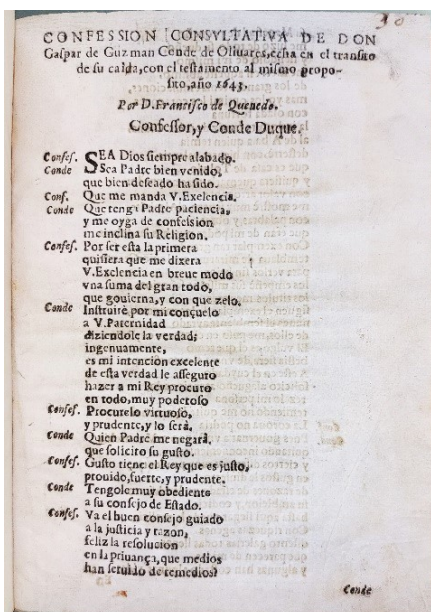 CONFESSION CONSVLTATIVA DE DON
Gaspar de Guzman Conde de Oliuares, echa en el transito
de su caida, con el testamento al mismo propo-
sito, año 1643.
Por D. Francisco de Queuedo.
Confessor, y Conde Duque.
Confes. SEA Dios siempre alabado.
Conde Sea Padre bien venido,
que bien deseado ha sido.
Conf. Que me manda V. Exelencia.
Conde Que tenga Padre paciencia,
y me oyga de confession
me inclina su Religion.
Confes. Por ser esta la primera
quisiera que me dixera
V. Exelencia en breue modo
vna suma del gran todo,
que gouierna, y con que zelo.
Conde Instruirè por mi conçuelo
a V. Paternidad
diziendole la verdad;
ingenuamente,
es mi intención excelente
de esta verdad le asseguro
hazer a mi Rey procuto
en todo, muy poderoso
Confes. Procurelo virtuoso,
y prudente, y lo serà.
Conde Quien Padre me negarà,
que solicito su gusto.
Confes. Gusto tiene el Rey que es justo,
prouido, fuerte, y prudente.
Conde Tengole muy obediente
a su consejo de Estado.
Confes. Va el buen consejo guiado
a la justicia y razon,
feliz la resolucion
en la priuança, que medios
han seruido de remedios?
Conde